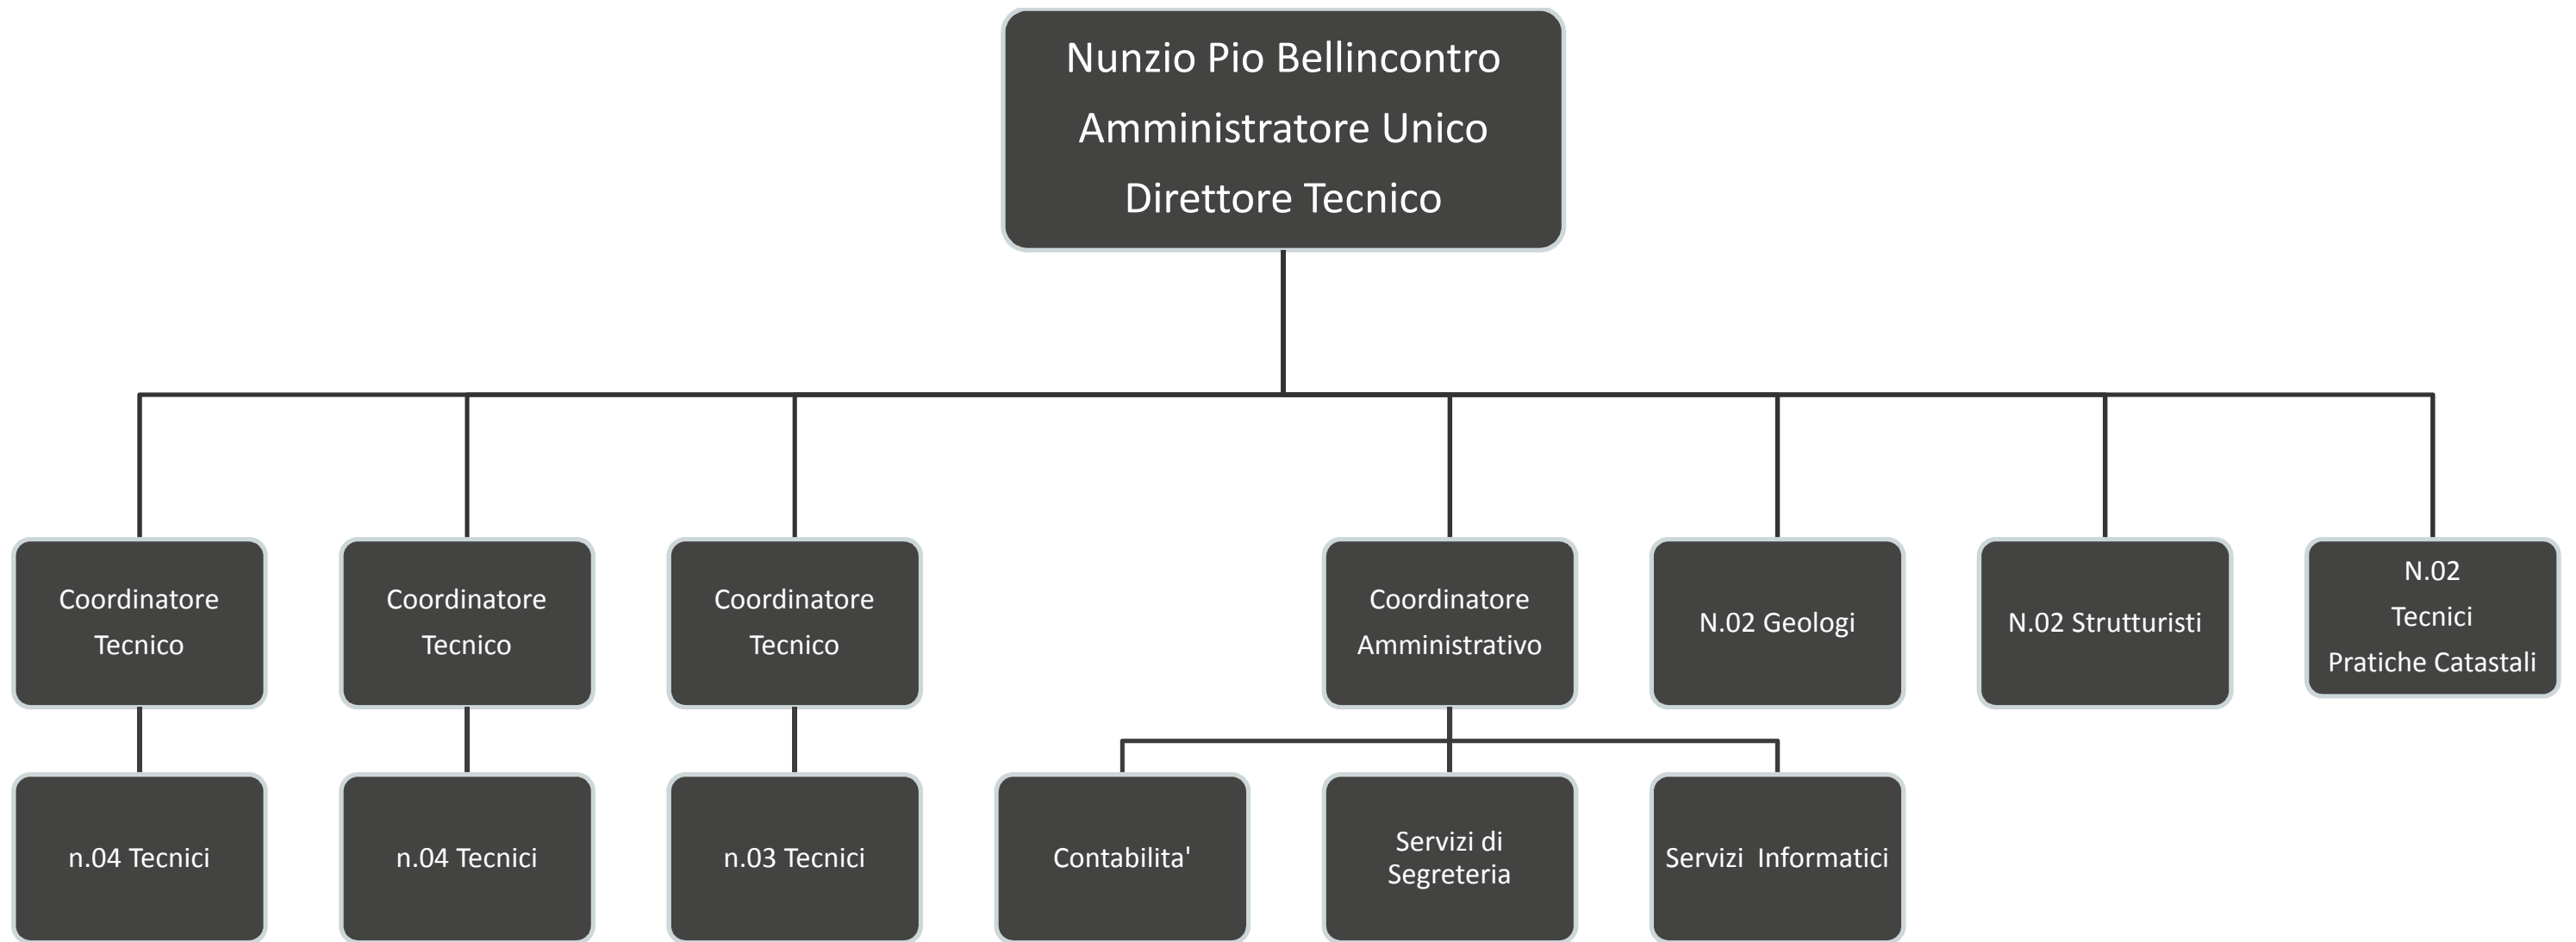 Nunzio Pio Bellincontro
Amministratore Unico
Direttore Tecnico
Coordinatore
Tecnico
Coordinatore
Tecnico
Coordinatore
Tecnico
Coordinatore
Amministrativo
N.02 Geologi
N.02 Strutturisti
N.02
Tecnici
Pratiche Catastali
n.04 Tecnici
n.04 Tecnici
n.03 Tecnici
Contabilita'
Servizi di
Segreteria
Servizi  Informatici